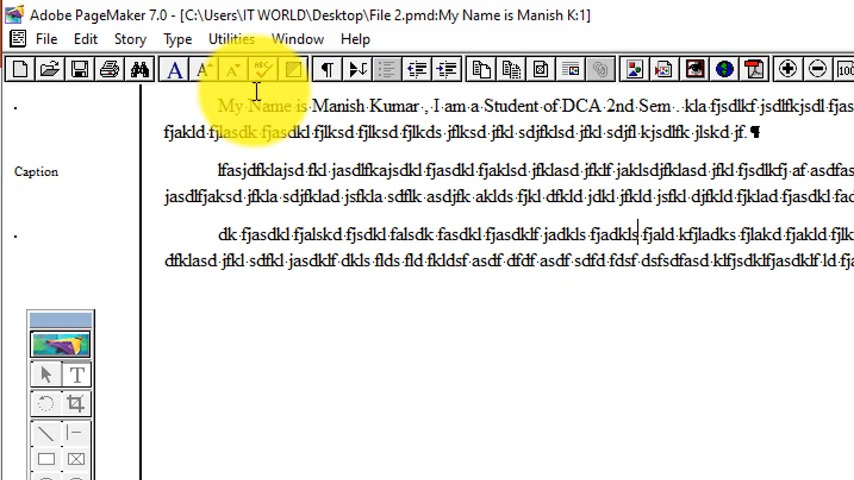 Adobe PageMaker 7.0 - [C:\Users\IT WORLD\Desktop\File 2.pmd:My Name is Manish K:1]
File Edit Story Type Utilities Window Help
My Name is Manish Kumar , I am a Student of DCA 2nd Sem . kla fjsdlkf jsdlfkjsdl fjas
fjakld fjlasdk fjasdkl fjlksd fjlksd fjlkds jflksd jfkl sdjfklsd jfkl sdjfl kjsdlfk jlskd jf.¶
Caption
lfasjdfklajsd fkl jasdlfkajsdkl fjasdkl fjaklsd jfklasd jfklf jaklsdjfklasd jfkl fjsdlkfj af asdfas
jasdlfjaksd jfkla sdjfklad jsfkla sdflk asdjfk aklds fjkl dfkld jdkl jfkld jsfkl djfkld fjklad fjasdkl fad
dk fjasdkl fjalskd fjsdkl falsdk fasdkl fjasdklf jadkls fjadkls fjald kfjladks fjlakd fjakld fjlk
dfklasd jfkl sdfkl jasdklf dkls flds fld fkldsf asdf dfdf asdf sdfd fdsf dsfsdfasd klfjsdklfjasdklf ld fja